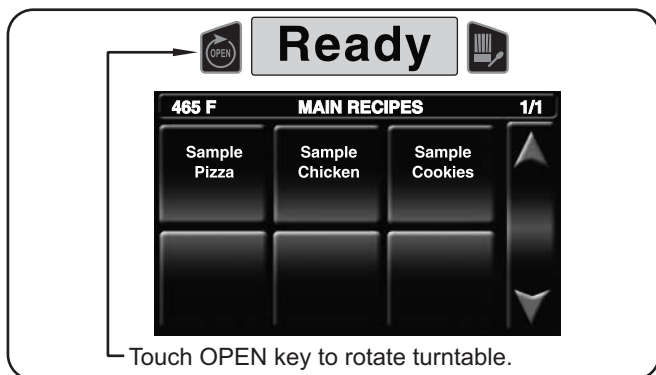 OPEN
Ready
465 F MAIN RECIPES 1/1
Sample Pizza
Sample Chicken
Sample Cookies
Touch OPEN key to rotate turntable.